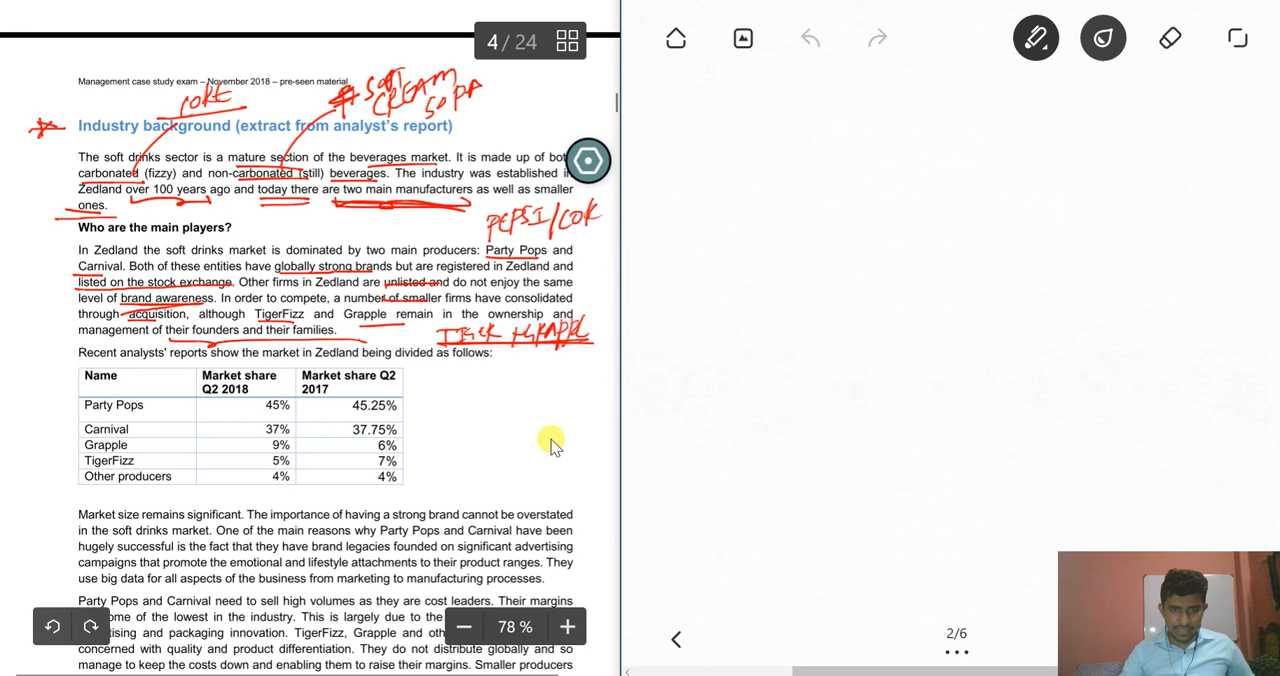 4 / 24
Management case study exam – November 2018 – pre-seen material
CORE
SOFT
CREAM
SODA
Industry background (extract from analyst's report)
The soft drinks sector is a mature section of the beverages market. It is made up of both
carbonated (fizzy) and non-carbonated (still) beverages. The industry was established in
Zedland over 100 years ago and today there are two main manufacturers as well as smaller
ones.
PEPSI/COK
Who are the main players?
In Zedland the soft drinks market is dominated by two main producers: Party Pops and
Carnival. Both of these entities have globally strong brands but are registered in Zedland and
listed on the stock exchange. Other firms in Zedland are unlisted and do not enjoy the same
level of brand awareness. In order to compete, a number of smaller firms have consolidated
through acquisition, although TigerFizz and Grapple remain in the ownership and
management of their founders and their families.
Recent analysts' reports show the market in Zedland being divided as follows:
Name Market share Q2 2018 Market share Q2 2017
Party Pops 45% 45.25%
Carnival 37% 37.75%
Grapple 9% 6%
TigerFizz 5% 7%
Other producers 4% 4%
Market size remains significant. The importance of having a strong brand cannot be overstated
in the soft drinks market. One of the main reasons why Party Pops and Carnival have been
hugely successful is the fact that they have brand legacies founded on significant advertising
campaigns that promote the emotional and lifestyle attachments to their product ranges. They
use big data for all aspects of the business from marketing to manufacturing processes.
Party Pops and Carnival need to sell high volumes as they are cost leaders. Their margins
ome of the lowest in the industry. This is largely due to the
tising and packaging innovation. TigerFizz, Grapple and oth
concerned with quality and product differentiation. They do not distribute globally and so
manage to keep the costs down and enabling them to raise their margins. Smaller producers
78 %
2/6